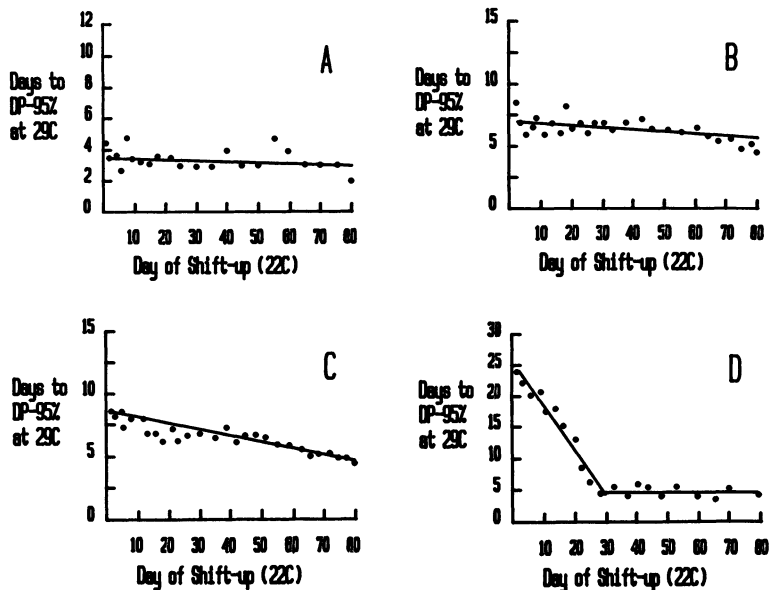 12
10
8
6
4
2
0
Days to
DP-95%
at 29C
A
10 20 30 40 50 60 70 80
Day of Shift-up (22C)
15
10
5
0
Days to
DP-95%
at 29C
B
10 20 30 40 50 60 70 80
Day of Shift-up (22C)
15
10
5
0
Days to
DP-95%
at 29C
C
10 20 30 40 50 60 70 80
Day of Shift-up (22C)
30
25
20
15
10
5
0
Days to
DP-95%
at 29C
D
10 20 30 40 50 60 70 80
Day of Shift-up (22C)